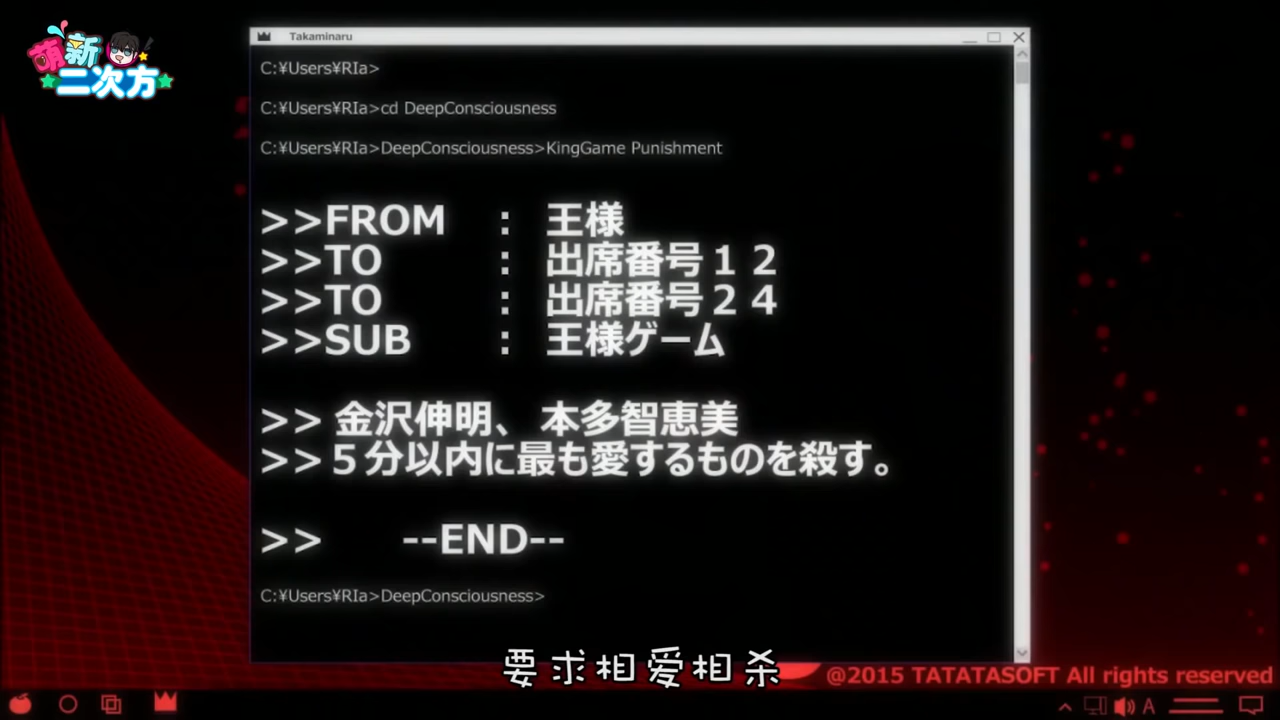 萌新
二次方
Takaminaru
C:¥Users¥RIa>
C:¥Users¥RIa>cd DeepConsciousness
C:¥Users¥RIa>DeepConsciousness>KingGame Punishment
>>FROM : 王様
>>TO : 出席番号１２
>>TO : 出席番号２４
>>SUB : 王様ゲーム
>> 金沢伸明、 本多智恵美
>>５分以内に最も愛するものを殺す。
>> --END--
C:¥Users¥RIa>DeepConsciousness>
要求相爱相杀
@2015 TATATASOFT All rights reserved
A